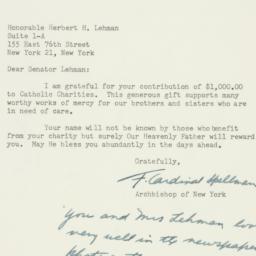 Honorable Herbert H. Lehman
Suite 1-A
135 East 76th Street
New York 21, New York
Dear Senator Lehman:
I am grateful for your contribution of $1,000.00
to Catholic Charities. This generous gift supports many
worthy works of mercy for our brothers and sisters who are
in need of care.
Your name will not be known by those who benefit
from your charity but surely Our Heavenly Father will reward
you. May He bless you abundantly in the days ahead.
Gratefully,
F. Cardinal Spellman
Archbishop of New York
You and Mrs Lehman look
very well in the newspaper